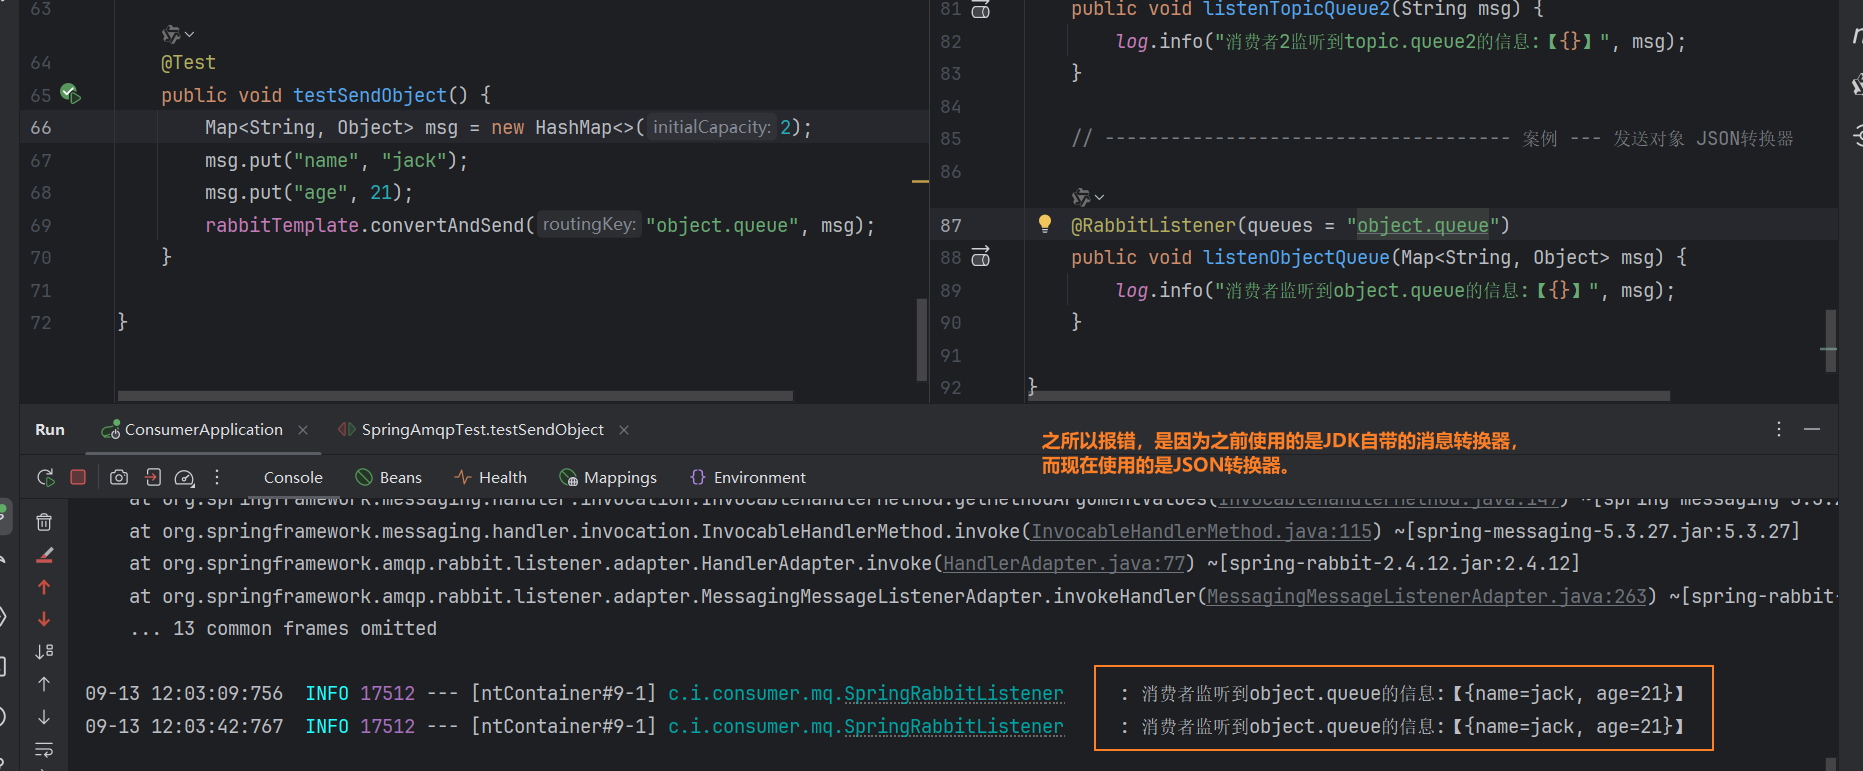 63
64 @Test
65 public void testSendObject() {
66 Map<String, Object> msg = new HashMap<>( initialCapacity: 2);
67 msg.put("name", "jack");
68 msg.put("age", 21);
69 rabbitTemplate.convertAndSend( routingKey: "object.queue", msg);
70 }
71
72 }
81 public void listenTopicQueue2(String msg) {
82 log.info("消费者2监听到topic.queue2的信息:【{}】", msg);
83 }
84
85 // ------------------------------------- 案例 --- 发送对象 JSON转换器
86
87 @RabbitListener(queues = "object.queue")
88 public void listenObjectQueue(Map<String, Object> msg) {
89 log.info("消费者监听到object.queue的信息:【{}】", msg);
90 }
91
92 }
Run ConsumerApplication × SpringAmqpTest.testSendObject ×
之所以报错，是因为之前使用的是JDK自带的消息转换器，
而现在使用的是JSON转换器。
Console Beans Health Mappings Environment
at org.springframework.messaging.handler.invocation.InvocableHandlerMethod.getMethodArgumentValues(InvocableHandlerMethod.java:147) ~[spring-messaging-5.3.2
at org.springframework.messaging.handler.invocation.InvocableHandlerMethod.invoke(InvocableHandlerMethod.java:115) ~[spring-messaging-5.3.27.jar:5.3.27]
at org.springframework.amqp.rabbit.listener.adapter.HandlerAdapter.invoke(HandlerAdapter.java:77) ~[spring-rabbit-2.4.12.jar:2.4.12]
at org.springframework.amqp.rabbit.listener.adapter.MessagingMessageListenerAdapter.invokeHandler(MessagingMessageListenerAdapter.java:263) ~[spring-rabbit-
... 13 common frames omitted
09-13 12:03:09:756 INFO 17512 --- [ntContainer#9-1] c.i.consumer.mq.SpringRabbitListener : 消费者监听到object.queue的信息:【{name=jack, age=21}】
09-13 12:03:42:767 INFO 17512 --- [ntContainer#9-1] c.i.consumer.mq.SpringRabbitListener : 消费者监听到object.queue的信息:【{name=jack, age=21}】